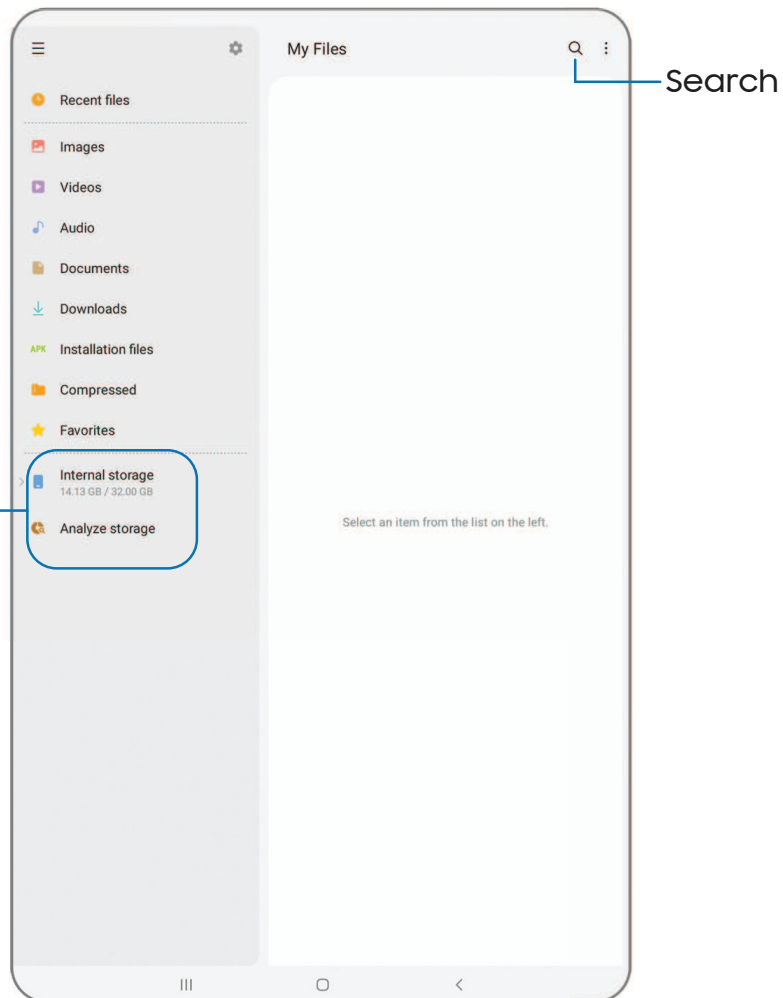 My Files
Search
Recent files
Images
Videos
Audio
Documents
Downloads
APK Installation files
Compressed
Favorites
Internal storage
14.13 GB / 32.00 GB
Analyze storage
Select an item from the list on the left.